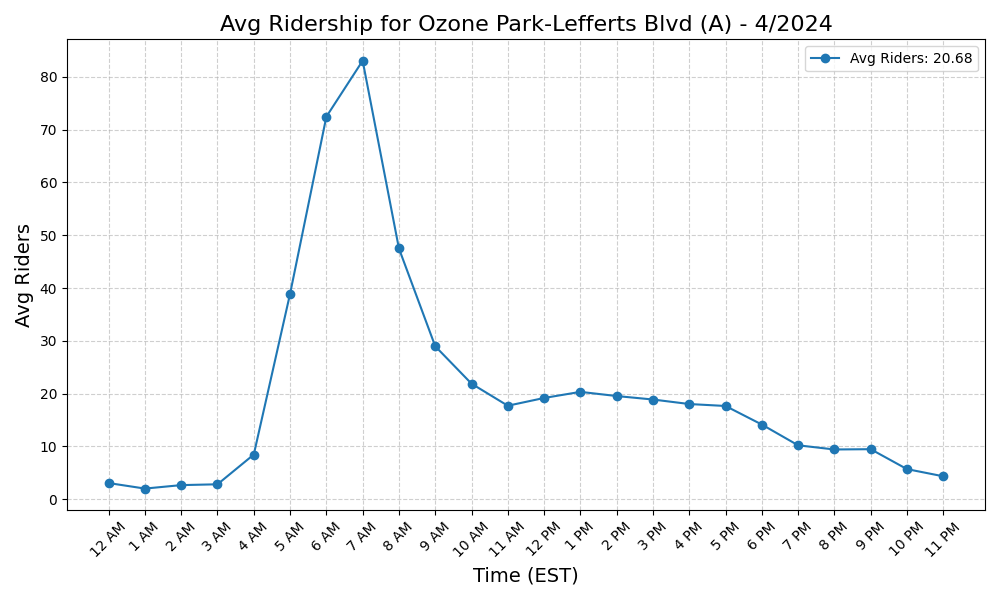 Avg Ridership for Ozone Park-Lefferts Blvd (A) - 4/2024
Avg Riders: 20.68
Avg Riders
80
70
60
50
40
30
20
10
0
12 AM
1 AM
2 AM
3 AM
4 AM
5 AM
6 AM
7 AM
8 AM
9 AM
10 AM
11 AM
12 PM
1 PM
2 PM
3 PM
4 PM
5 PM
6 PM
7 PM
8 PM
9 PM
10 PM
11 PM
Time (EST)